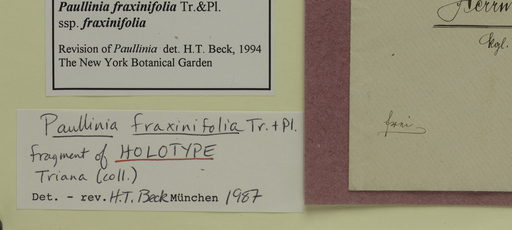 Paullinia fraxinifolia Tr.&Pl.
ssp. fraxinifolia
Revision of Paullinia det. H.T. Beck, 1994
The New York Botanical Garden
Paullinia fraxinifolia Tr. + Pl.
fragment of HOLOTYPE
Triana (coll.)
Det. - rev. H.T. Beck München 1987
Kgl.